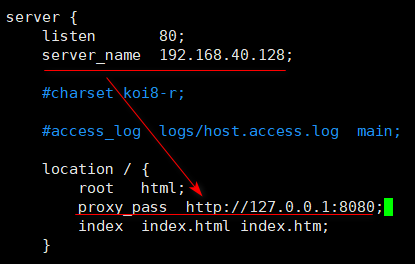 server {
listen       80;
server_name  192.168.40.128;
#charset koi8-r;
#access_log  logs/host.access.log  main;
location / {
root   html;
proxy_pass  http://127.0.0.1:8080;
index  index.html index.htm;
}